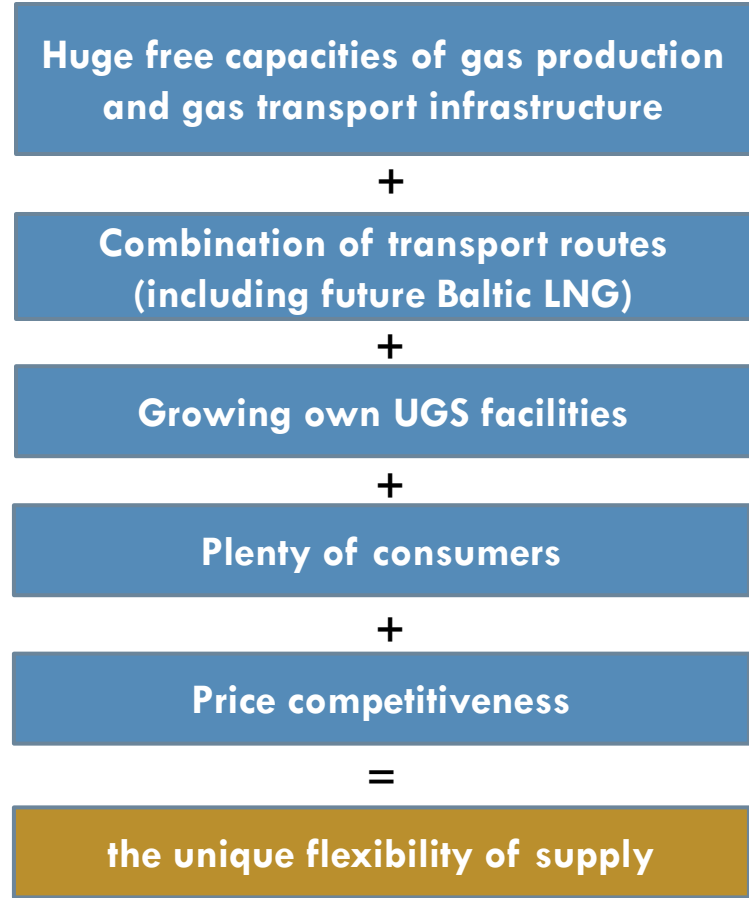 Huge free capacities of gas production
and gas transport infrastructure
+
Combination of transport routes
(including future Baltic LNG)
+
Growing own UGS facilities
+
Plenty of consumers
+
Price competitiveness
=
the unique flexibility of supply